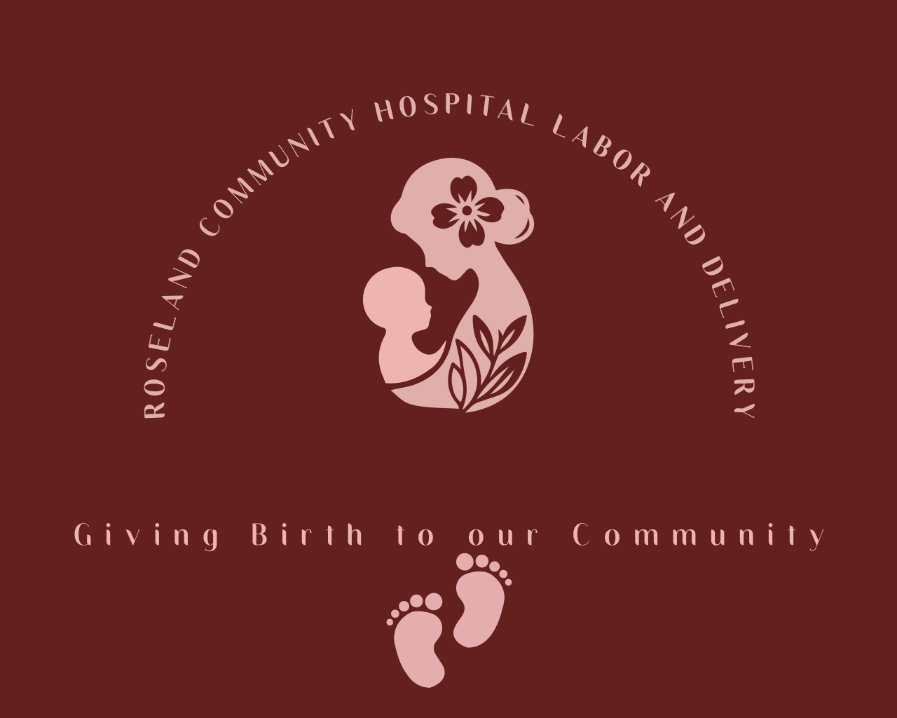 ROSELAND COMMUNITY HOSPITAL LABOR AND DELIVERY
Giving Birth to our Community